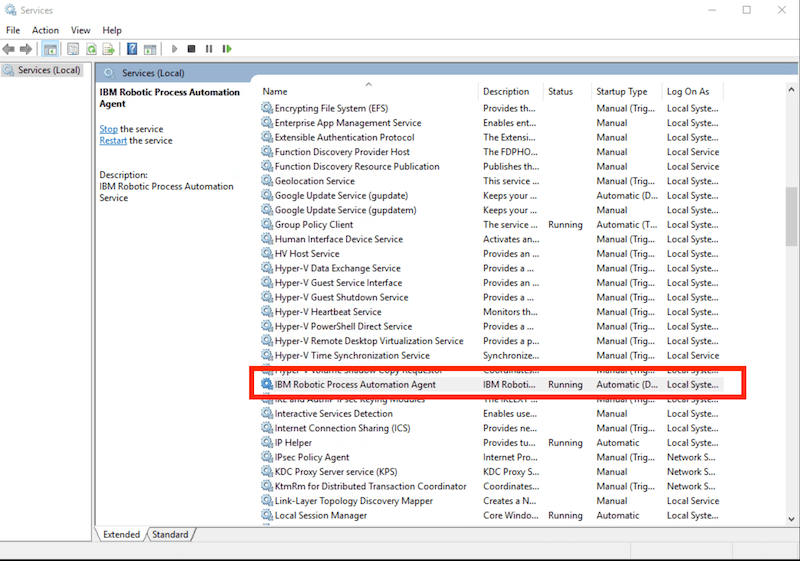 Services
File Action View Help
Services (Local)
Services (Local)
IBM Robotic Process Automation
Agent
Stop the service
Restart the service
Description:
IBM Robotic Process Automation
Service
Name Description Status Startup Type Log On As
Encrypting File System (EFS) Provides th... Manual (Trig... Local Syste...
Enterprise App Management Service Enables ent... Manual Local Syste...
Extensible Authentication Protocol The Extensi... Manual Local Syste...
Function Discovery Provider Host The FDPHO... Manual Local Service
Function Discovery Resource Publication Publishes th... Manual Local Service
Geolocation Service This service ... Manual (Trig... Local Syste...
Google Update Service (gupdate) Keeps your ... Automatic (D... Local Syste...
Google Update Service (gupdatem) Keeps your ... Manual Local Syste...
Group Policy Client The service ... Running Automatic (T... Local Syste...
Human Interface Device Service Activates an... Manual (Trig... Local Syste...
HV Host Service Provides an ... Manual (Trig... Local Syste...
Hyper-V Data Exchange Service Provides a ... Manual (Trig... Local Syste...
Hyper-V Guest Service Interface Provides an ... Manual (Trig... Local Syste...
Hyper-V Guest Shutdown Service Provides a ... Manual (Trig... Local Syste...
Hyper-V Heartbeat Service Monitors th... Manual (Trig... Local Syste...
Hyper-V PowerShell Direct Service Provides a ... Manual (Trig... Local Syste...
Hyper-V Remote Desktop Virtualization Service Provides a p... Manual (Trig... Local Syste...
Hyper-V Time Synchronization Service Synchronize... Manual (Trig... Local Service
Hyper-V Volume Shadow Copy Requestor Coordinates... Manual (Trig... Local Syste...
IBM Robotic Process Automation Agent IBM Roboti... Running Automatic (D... Local Syste...
IKE and AuthIP IPsec Keying Modules The IKEEXT ... Manual (Trig... Local Syste...
Interactive Services Detection Enables use... Manual Local Syste...
Internet Connection Sharing (ICS) Provides ne... Manual (Trig... Local Syste...
IP Helper Provides tu... Running Automatic Local Syste...
IPsec Policy Agent Internet Pro... Manual (Trig... Network S...
KDC Proxy Server service (KPS) KDC Proxy S... Manual Network S...
KtmRm for Distributed Transaction Coordinator Coordinates... Manual (Trig... Network S...
Link-Layer Topology Discovery Mapper Creates a N... Manual Local Service
Local Session Manager Core Windo... Running Automatic Local Syste...
Extended Standard